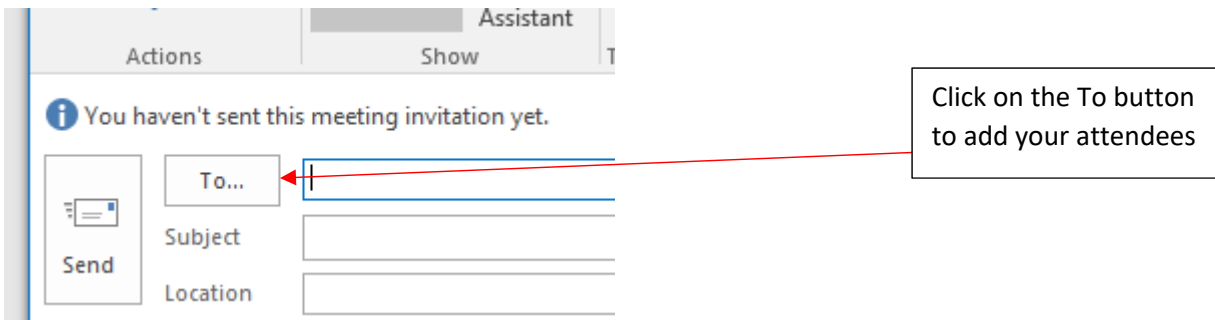 Assistant
Actions
Show
T
You haven't sent this meeting invitation yet.
Click on the To button
to add your attendees
To...
Subject
Send
Location